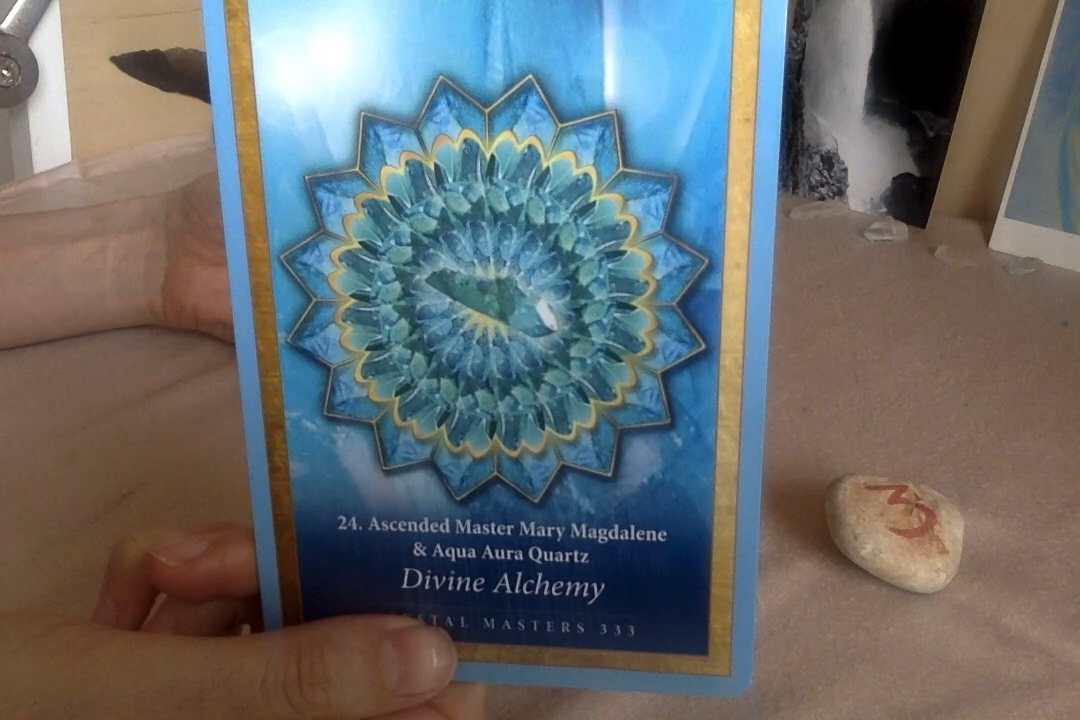 24. Ascended Master Mary Magdalene
& Aqua Aura Quartz
Divine Alchemy
MASTERS 333
3